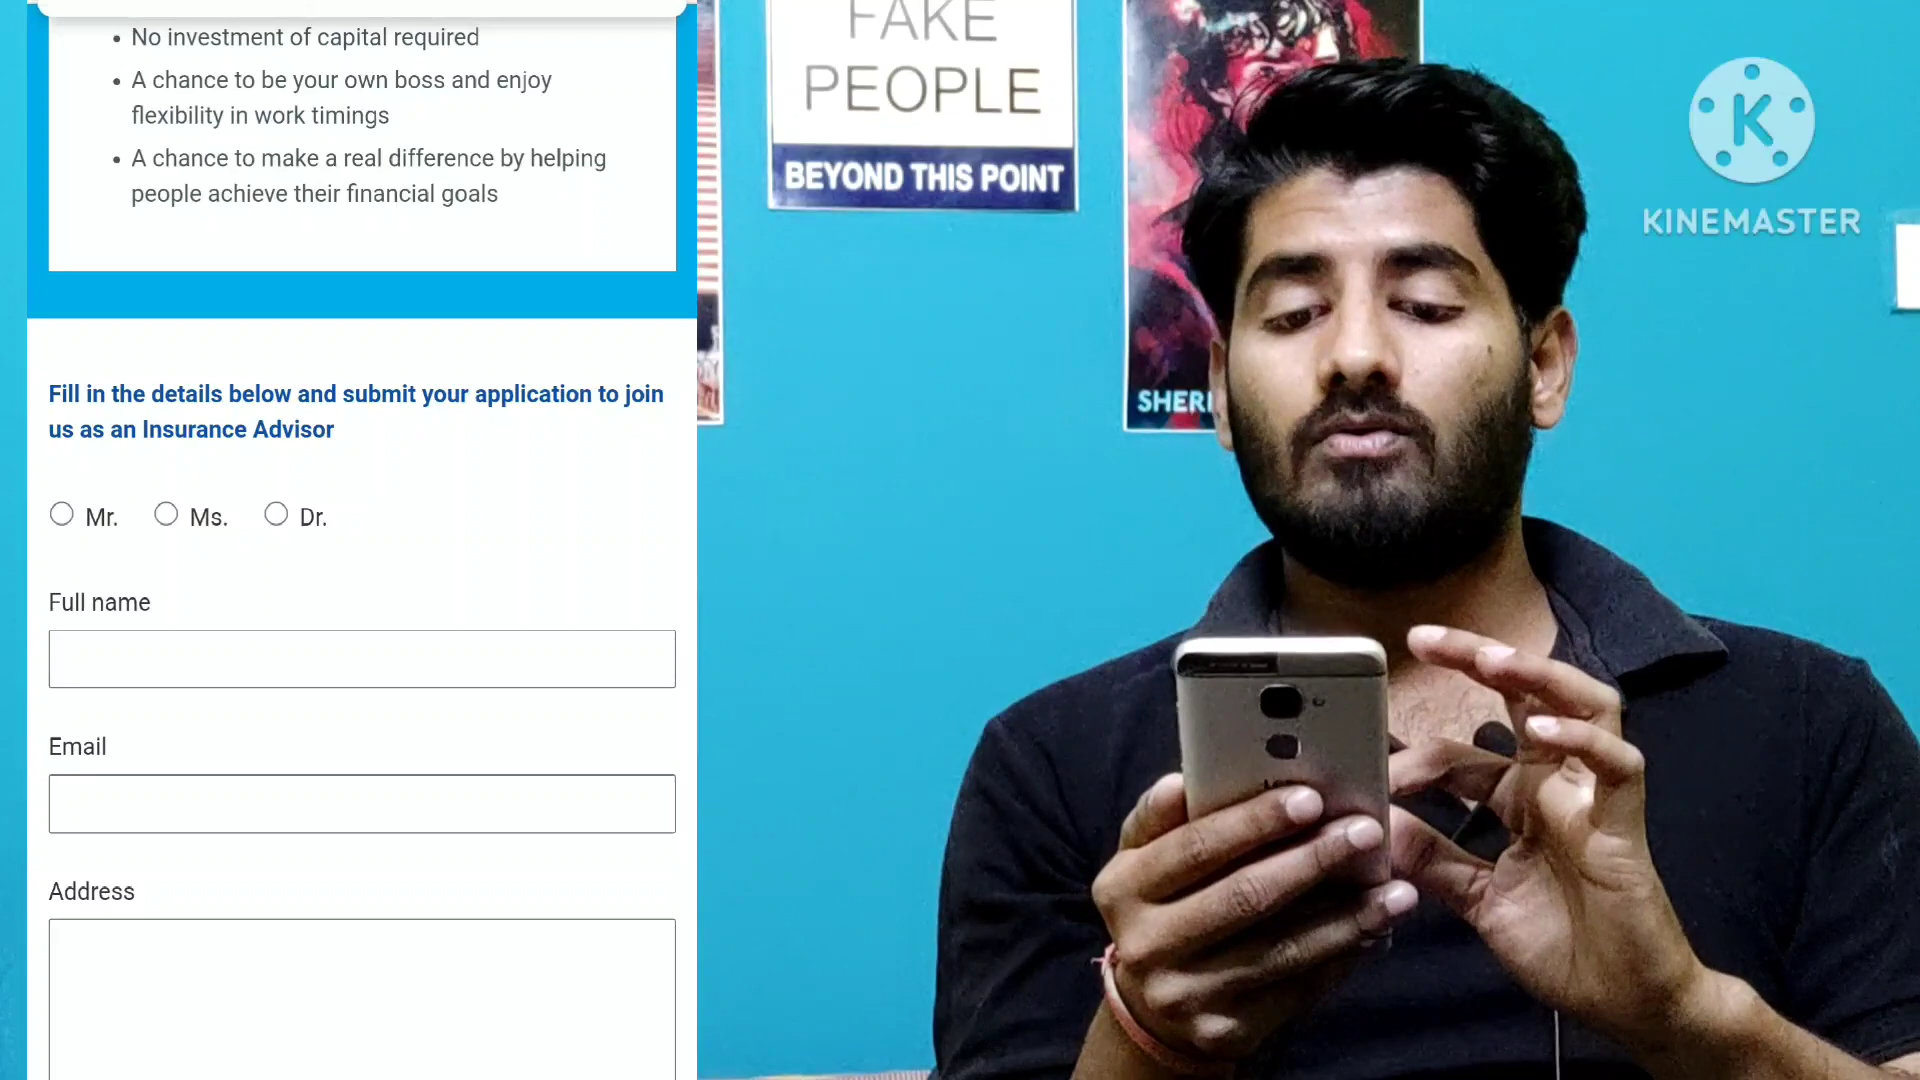 No investment of capital required
A chance to be your own boss and enjoy
flexibility in work timings
A chance to make a real difference by helping
people achieve their financial goals
Fill in the details below and submit your application to join
us as an Insurance Advisor
Mr.
Ms.
Dr.
Full name
Email
Address
FAKE
PEOPLE
BEYOND THIS POINT
SHER
KINEMASTER